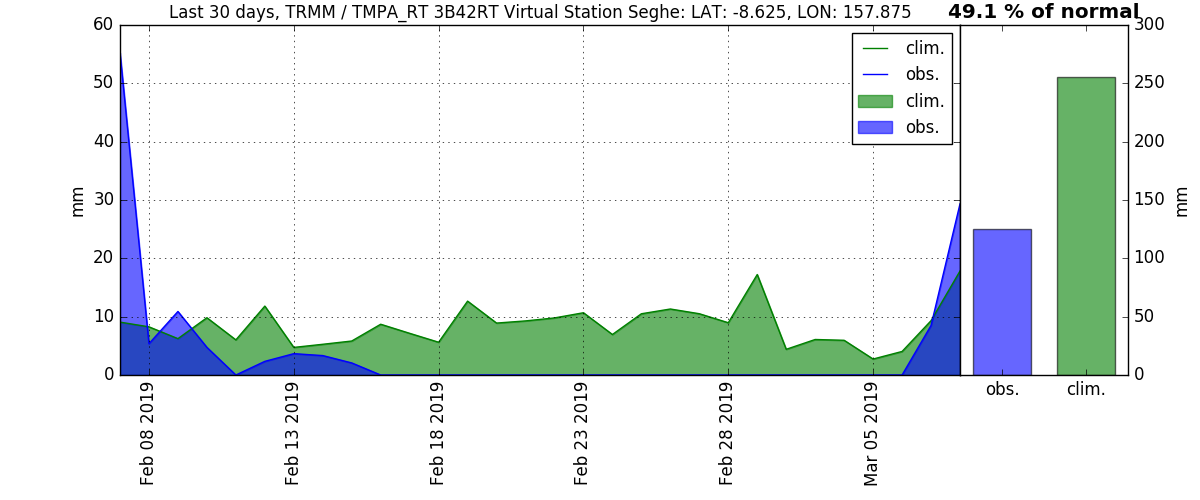 Last 30 days, TRMM / TMPA_RT 3B42RT Virtual Station Seghe: LAT: -8.625, LON: 157.875
49.1 % of normal
60
50
40
30
20
10
0
mm
clim.
obs.
clim.
obs.
Feb 08 2019
Feb 13 2019
Feb 18 2019
Feb 23 2019
Feb 28 2019
Mar 05 2019
300
250
200
150
100
50
0
mm
obs.
clim.